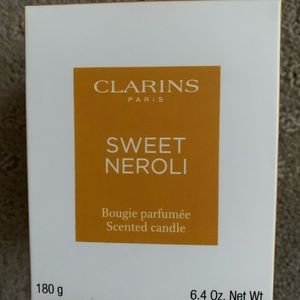 CLARINS
PARIS
SWEET
NEROLI
Bougie parfumée
Scented candle
180 g 6.4 Oz. Net Wt